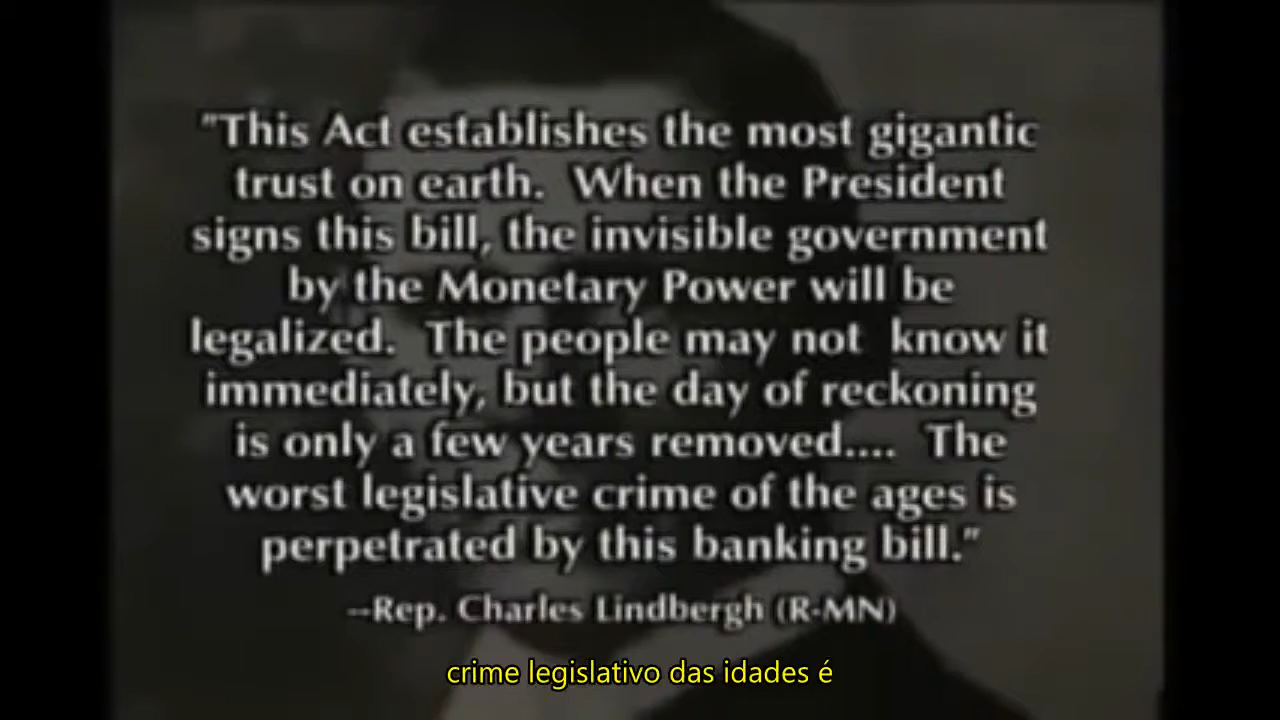 "This Act establishes the most gigantic
trust on earth.  When the President
signs this bill, the invisible government
by the Monetary Power will be
legalized.  The people may not  know it
immediately, but the day of reckoning
is only a few years removed....  The
worst legislative crime of the ages is
perpetrated by this banking bill."
--Rep. Charles Lindbergh (R-MN)
crime legislativo das idades é